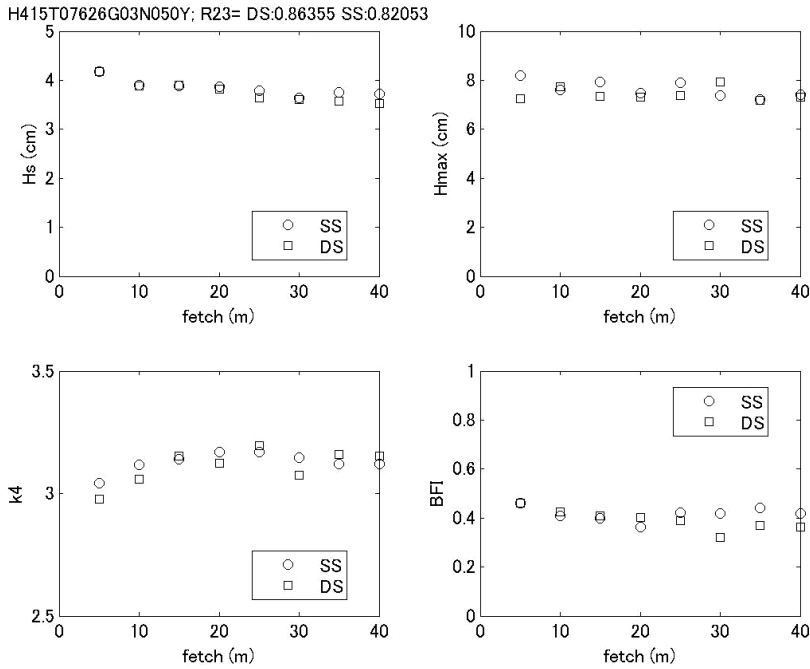 H415T07626G03N050Y; R23= DS:0.86355 SS:0.82053
5
4
3
2
1
0
Hs (cm)
SS
DS
0 10 20 30 40
fetch (m)
10
8
6
4
2
0
Hmax (cm)
SS
DS
0 10 20 30 40
fetch (m)
3.5
3
2.5
k4
SS
DS
0 10 20 30 40
fetch (m)
1
0.8
0.6
0.4
0.2
0
BFI
SS
DS
0 10 20 30 40
fetch (m)